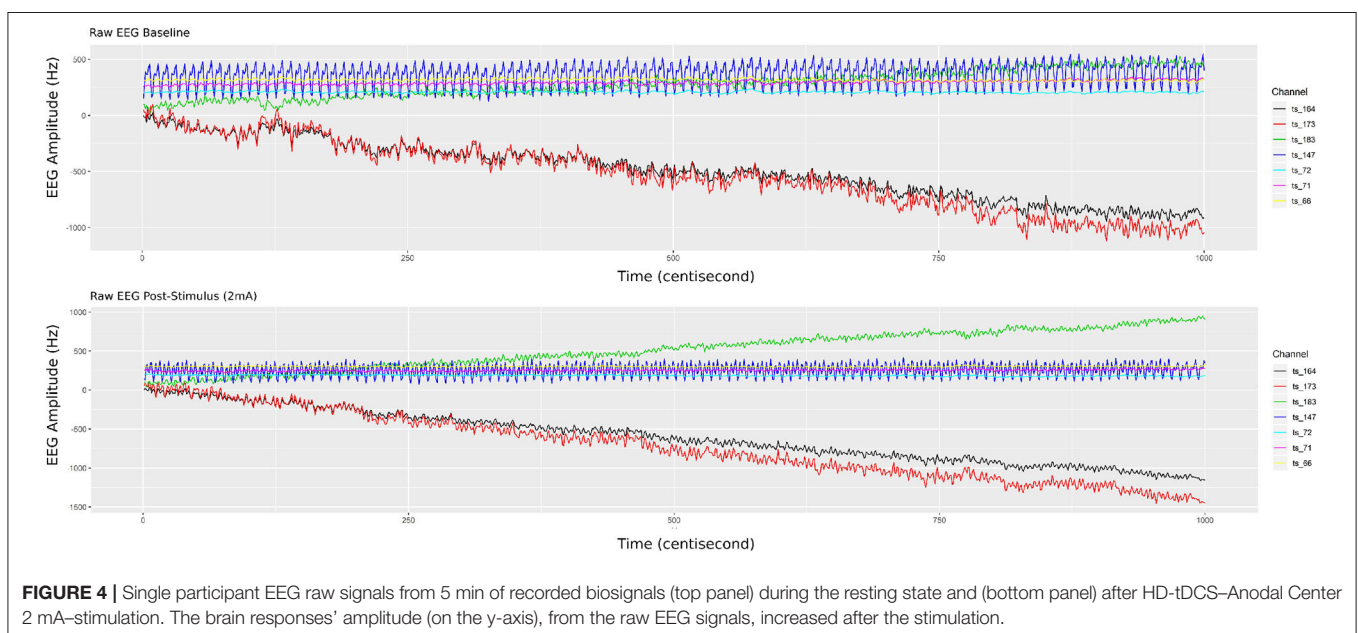 Raw EEG Baseline
EEG Amplitude (Hz)
500
0
-500
-1000
0
250
500
750
1000
Time (centisecond)
Channel
ts_164
ts_173
ts_183
ts_147
ts_72
ts_71
ts_66
Raw EEG Post-Stimulus (2mA)
EEG Amplitude (Hz)
1000
500
0
-500
-1000
-1500
0
250
500
750
1000
Time (centisecond)
Channel
ts_164
ts_173
ts_183
ts_147
ts_72
ts_71
ts_66
FIGURE 4 | Single participant EEG raw signals from 5 min of recorded biosignals (top panel) during the resting state and (bottom panel) after HD-tDCS–Anodal Center
2 mA–stimulation. The brain responses' amplitude (on the y-axis), from the raw EEG signals, increased after the stimulation.